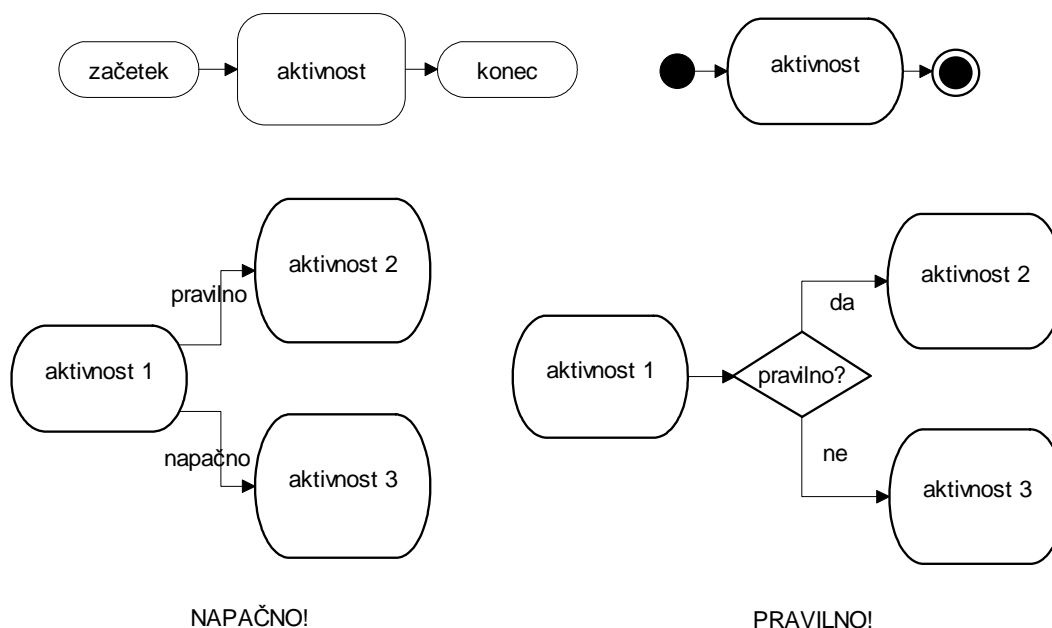 začetek
aktivnost
konec
aktivnost
aktivnost 1
pravilno
napačno
aktivnost 2
aktivnost 3
aktivnost 1
pravilno?
da
ne
aktivnost 2
aktivnost 3
NAPAČNO!
PRAVILNO!